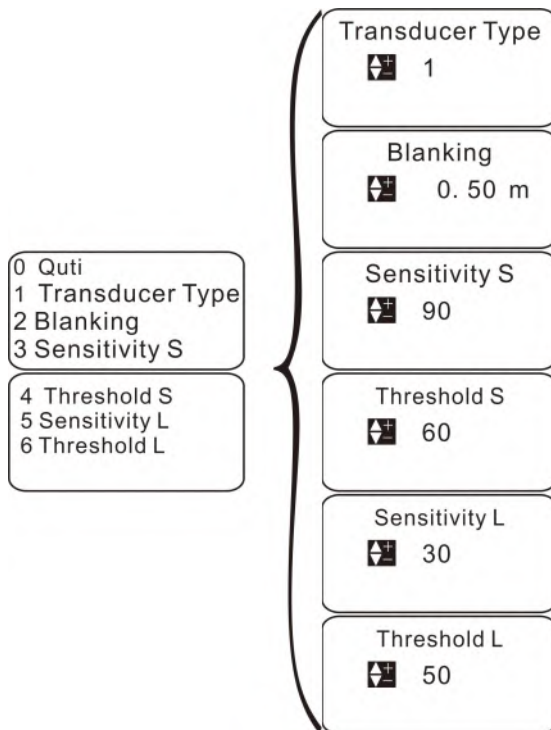 0 Quti
1 Transducer Type
2 Blanking
3 Sensitivity S
4 Threshold S
5 Sensitivity L
6 Threshold L
Transducer Type
1
Blanking
0. 50 m
Sensitivity S
90
Threshold S
60
Sensitivity L
30
Threshold L
50